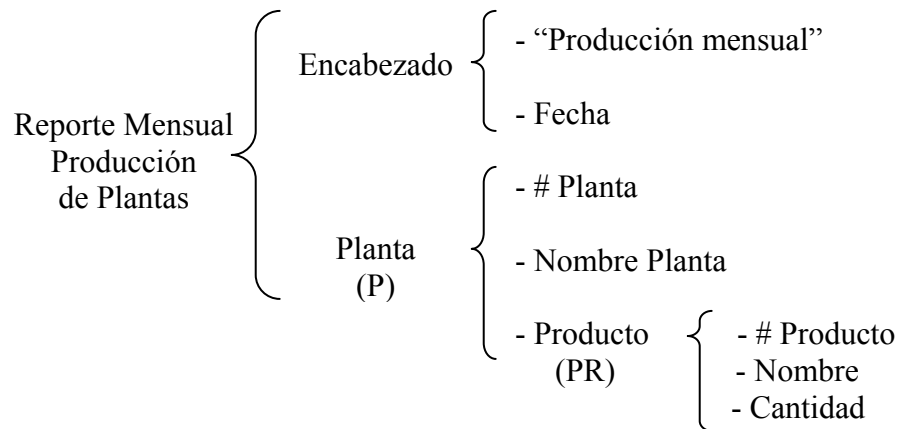 Reporte Mensual
Producción
de Plantas
Encabezado
- “Producción mensual”
- Fecha
Planta
(P)
- # Planta
- Nombre Planta
- Producto
(PR)
- # Producto
- Nombre
- Cantidad